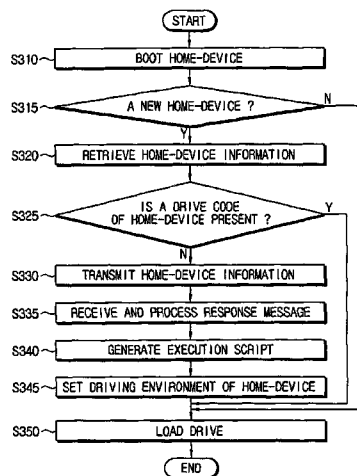 START
S310 BOOT HOME-DEVICE
S315 A NEW HOME-DEVICE ? N
Y
S320 RETRIEVE HOME-DEVICE INFORMATION
S325 IS A DRIVE CODE Y
OF HOME-DEVICE PRESENT ?
N
S330 TRANSMIT HOME-DEVICE INFORMATION
S335 RECEIVE AND PROCESS RESPONSE MESSAGE
S340 GENERATE EXECUTION SCRIPT
S345 SET DRIVING ENVIRONMENT OF HOME-DEVICE
S350 LOAD DRIVE
END